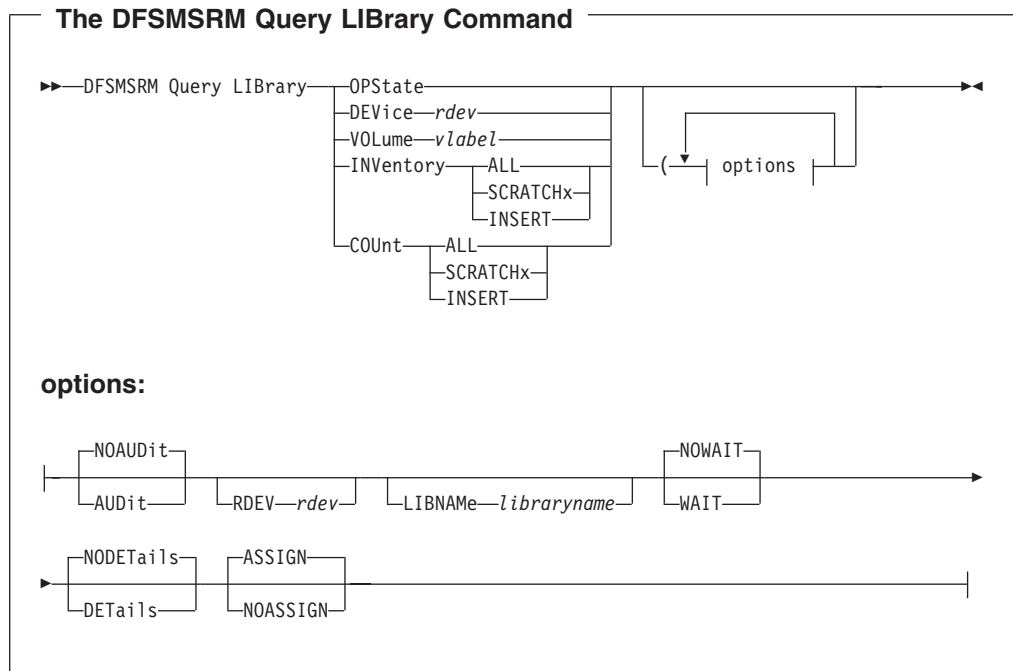 The DFSMSRM Query LIBrary Command
DFSMSRM Query LIBrary OPState
DEVice rdev
VOLume vlabel
INVentory ALL ( options
SCRATCHx
INSERT
COUnt ALL
SCRATCHx
INSERT
options:
NOAUDit NOWAIT
AUDit RDEV rdev LIBNAMe libraryname WAIT
NODETails ASSIGN
DETails NOASSIGN